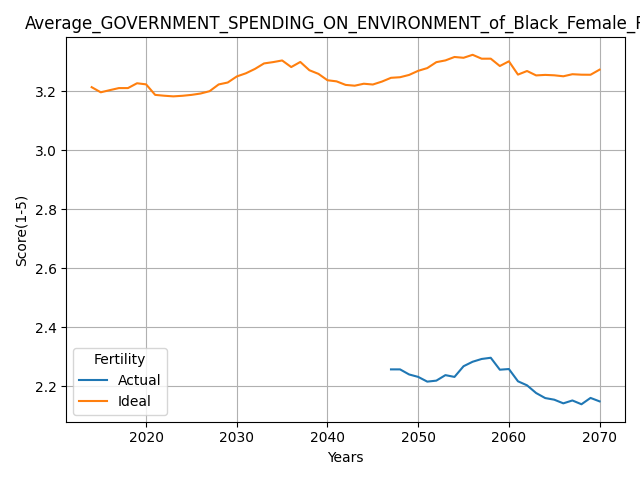 Average_GOVERNMENT_SPENDING_ON_ENVIRONMENT_of_Black_Female_
3.2
3.0
2.8
2.6
2.4
2.2
Score(1-5)
Fertility
Actual
Ideal
2020 2030 2040 2050 2060 2070
Years